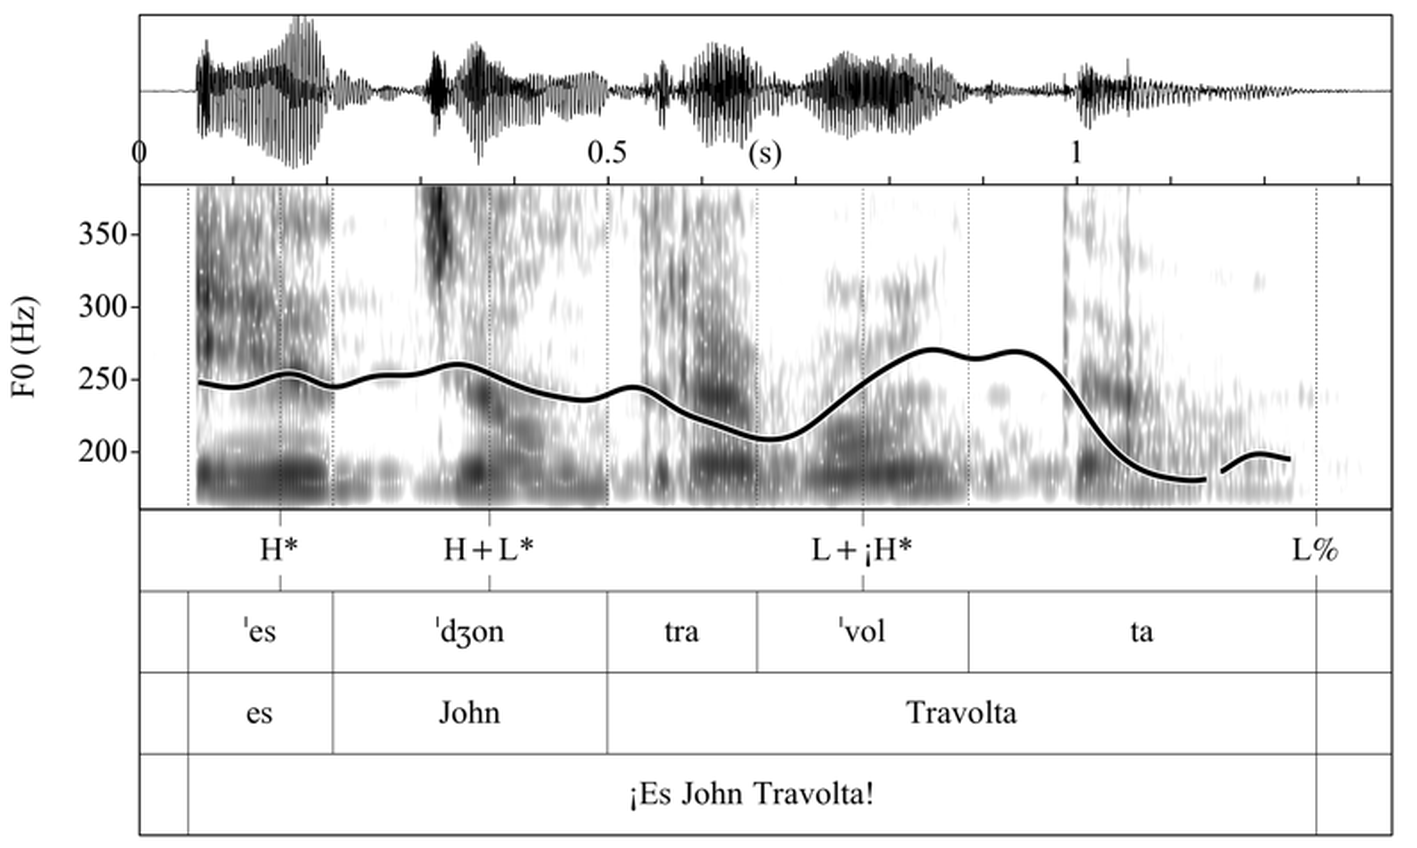 0 0.5 (s) 1
350
300
250
200
F0 (Hz)
H* H+L* L+¡H* L%
ˈes ˈdʒon tra ˈvol ta
es John Travolta
¡Es John Travolta!